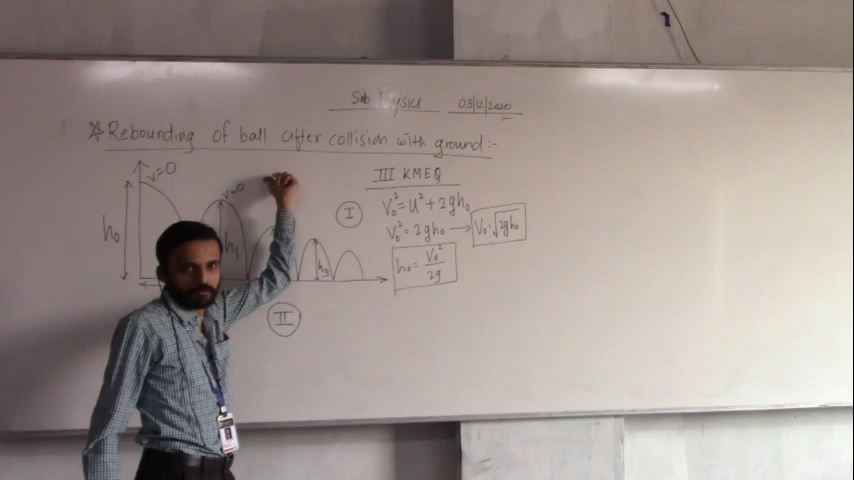 Sub: Physics 03/12/2020
☆ Rebounding of ball after collision with ground:-
III KMEQ
v=0
v=0
h₀
h₁
h₃
I
V₀² = u² + 2gh₀
V₀² = 2gh₀ → V₀ = √2gh₀
h₀ = V₀²/2g
II